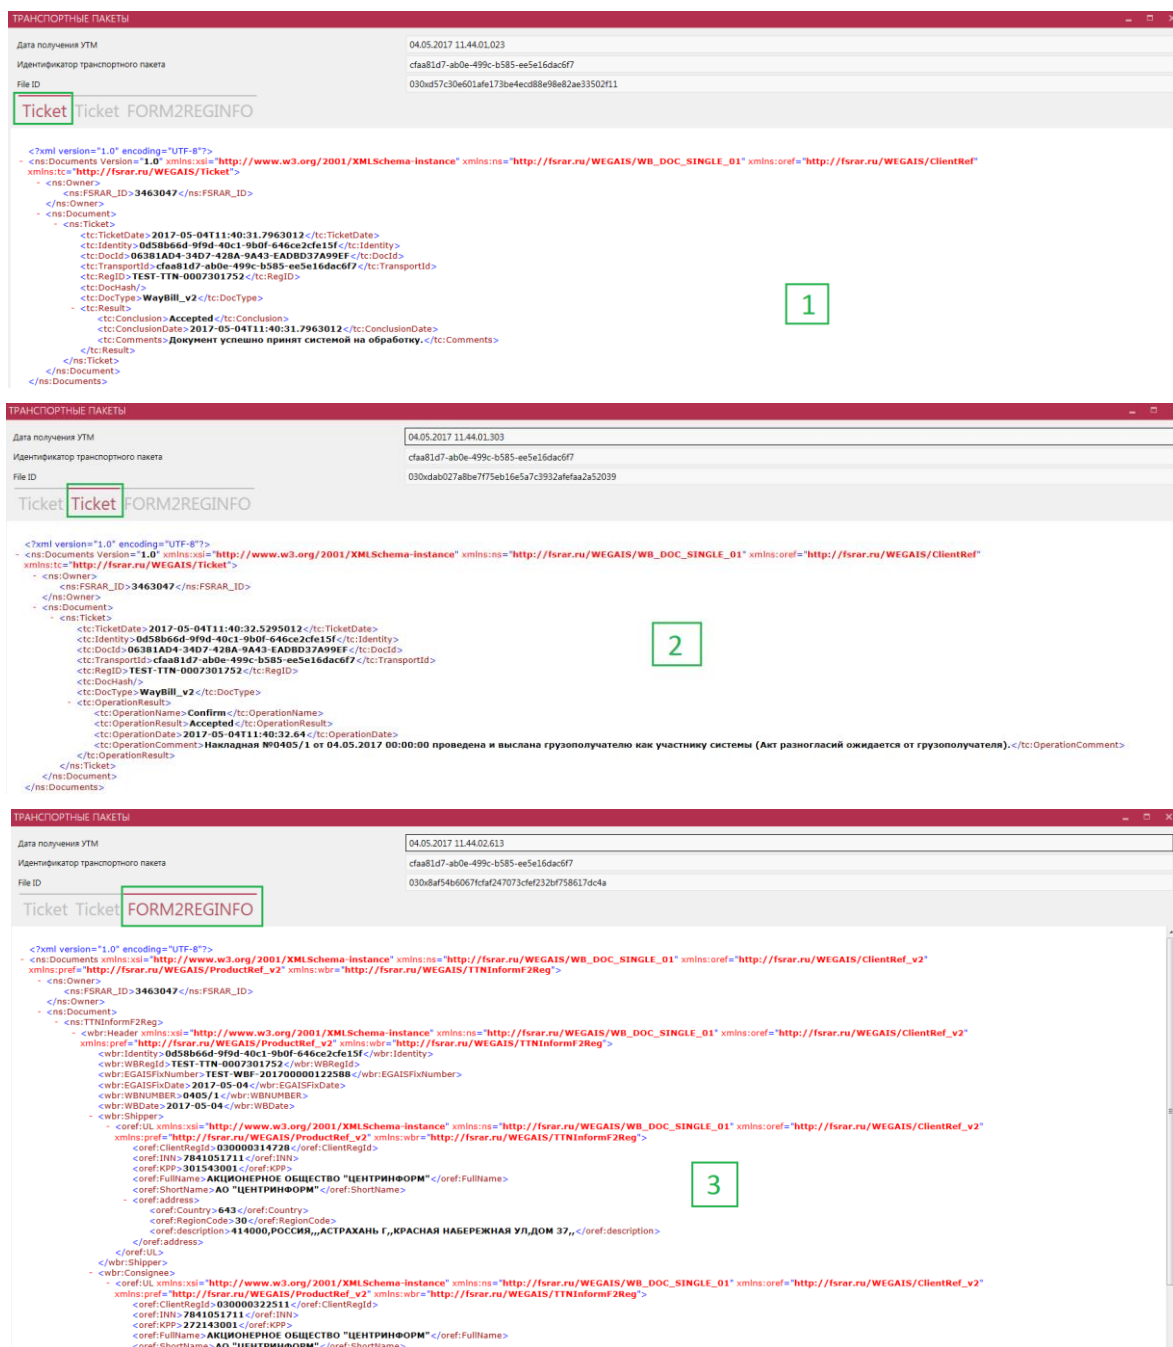 ТРАНСПОРТНЫЕ ПАКЕТЫ
Дата получения УТМ 04.05.2017 11.44.01.023
Идентификатор транспортного пакета cfaa81d7-ab0e-499c-b585-ee5e16dac6f7
File ID 030xd57c30e601afe173be4ecd88e98e82ae33502f11
Ticket Ticket FORM2REGINFO
<?xml version="1.0" encoding="UTF-8"?>
- <ns:Documents Version="1.0" xmlns:xsi="http://www.w3.org/2001/XMLSchema-instance" xmlns:ns="http://fsrar.ru/WEGAIS/WB_DOC_SINGLE_01" xmlns:oref="http://fsrar.ru/WEGAIS/ClientRef"
xmlns:tc="http://fsrar.ru/WEGAIS/Ticket">
- <ns:Owner>
<ns:FSRAR_ID>3463047</ns:FSRAR_ID>
</ns:Owner>
- <ns:Document>
- <ns:Ticket>
<tc:TicketDate>2017-05-04T11:40:31.7963012</tc:TicketDate>
<tc:Identity>0d58b66d-9f9d-40c1-9b0f-646ce2cfe15f</tc:Identity>
<tc:DocId>06381AD4-34D7-428A-9A43-EADBD37A99EF</tc:DocId>
<tc:TransportId>cfaa81d7-ab0e-499c-b585-ee5e16dac6f7</tc:TransportId>
<tc:RegID>TEST-TTN-0007301752</tc:RegID>
<tc:DocHash/>
<tc:DocType>WayBill_v2</tc:DocType>
- <tc:Result>
<tc:Conclusion>Accepted</tc:Conclusion>
<tc:ConclusionDate>2017-05-04T11:40:31.7963012</tc:ConclusionDate>
<tc:Comments>Документ успешно принят системой на обработку.</tc:Comments>
</tc:Result>
</ns:Ticket>
</ns:Document>
</ns:Documents>
1
ТРАНСПОРТНЫЕ ПАКЕТЫ
Дата получения УТМ 04.05.2017 11.44.01.303
Идентификатор транспортного пакета cfaa81d7-ab0e-499c-b585-ee5e16dac6f7
File ID 030xdab027a8be7f75eb16e5a7c3932afefaa2a52039
Ticket Ticket FORM2REGINFO
<?xml version="1.0" encoding="UTF-8"?>
- <ns:Documents Version="1.0" xmlns:xsi="http://www.w3.org/2001/XMLSchema-instance" xmlns:ns="http://fsrar.ru/WEGAIS/WB_DOC_SINGLE_01" xmlns:oref="http://fsrar.ru/WEGAIS/ClientRef"
xmlns:tc="http://fsrar.ru/WEGAIS/Ticket">
- <ns:Owner>
<ns:FSRAR_ID>3463047</ns:FSRAR_ID>
</ns:Owner>
- <ns:Document>
- <ns:Ticket>
<tc:TicketDate>2017-05-04T11:40:32.5295012</tc:TicketDate>
<tc:Identity>0d58b66d-9f9d-40c1-9b0f-646ce2cfe15f</tc:Identity>
<tc:DocId>06381AD4-34D7-428A-9A43-EADBD37A99EF</tc:DocId>
<tc:TransportId>cfaa81d7-ab0e-499c-b585-ee5e16dac6f7</tc:TransportId>
<tc:RegID>TEST-TTN-0007301752</tc:RegID>
<tc:DocHash/>
<tc:DocType>WayBill_v2</tc:DocType>
- <tc:OperationResult>
<tc:OperationName>Confirm</tc:OperationName>
<tc:OperationResult>Accepted</tc:OperationResult>
<tc:OperationDate>2017-05-04T11:40:32.64</tc:OperationDate>
<tc:OperationComment>Накладная №0405/1 от 04.05.2017 00:00:00 проведена и выслана грузополучателю как участнику системы (Акт разногласий ожидается от грузополучателя).</tc:OperationComment>
</tc:OperationResult>
</ns:Ticket>
</ns:Document>
</ns:Documents>
2
ТРАНСПОРТНЫЕ ПАКЕТЫ
Дата получения УТМ 04.05.2017 11.44.02.613
Идентификатор транспортного пакета cfaa81d7-ab0e-499c-b585-ee5e16dac6f7
File ID 030x8af54b6067fcfaf247073cfef232bf758617dc4a
Ticket Ticket FORM2REGINFO
<?xml version="1.0" encoding="UTF-8"?>
- <ns:Documents xmlns:xsi="http://www.w3.org/2001/XMLSchema-instance" xmlns:ns="http://fsrar.ru/WEGAIS/WB_DOC_SINGLE_01" xmlns:oref="http://fsrar.ru/WEGAIS/ClientRef_v2"
xmlns:pref="http://fsrar.ru/WEGAIS/ProductRef_v2" xmlns:wbr="http://fsrar.ru/WEGAIS/TTNInformF2Reg">
- <ns:Owner>
<ns:FSRAR_ID>3463047</ns:FSRAR_ID>
</ns:Owner>
- <ns:Document>
- <ns:TTNInformF2Reg>
- <wbr:Header xmlns:xsi="http://www.w3.org/2001/XMLSchema-instance" xmlns:ns="http://fsrar.ru/WEGAIS/WB_DOC_SINGLE_01" xmlns:oref="http://fsrar.ru/WEGAIS/ClientRef_v2"
xmlns:pref="http://fsrar.ru/WEGAIS/ProductRef_v2" xmlns:wbr="http://fsrar.ru/WEGAIS/TTNInformF2Reg">
<wbr:Identity>0d58b66d-9f9d-40c1-9b0f-646ce2cfe15f</wbr:Identity>
<wbr:WBRegId>TEST-TTN-0007301752</wbr:WBRegId>
<wbr:EGAISFixNumber>TEST-WBF-201700000122588</wbr:EGAISFixNumber>
<wbr:EGAISFixDate>2017-05-04</wbr:EGAISFixDate>
<wbr:WBNUMBER>0405/1</wbr:WBNUMBER>
<wbr:WBDate>2017-05-04</wbr:WBDate>
- <wbr:Shipper>
- <oref:UL xmlns:xsi="http://www.w3.org/2001/XMLSchema-instance" xmlns:ns="http://fsrar.ru/WEGAIS/WB_DOC_SINGLE_01" xmlns:oref="http://fsrar.ru/WEGAIS/ClientRef_v2"
xmlns:pref="http://fsrar.ru/WEGAIS/ProductRef_v2" xmlns:wbr="http://fsrar.ru/WEGAIS/TTNInformF2Reg">
<oref:ClientRegId>030000314728</oref:ClientRegId>
<oref:INN>7841051711</oref:INN>
<oref:KPP>301543001</oref:KPP>
<oref:FullName>АКЦИОНЕРНОЕ ОБЩЕСТВО "ЦЕНТРИНФОРМ"</oref:FullName>
<oref:ShortName>АО "ЦЕНТРИНФОРМ"</oref:ShortName>
- <oref:address>
<oref:Country>643</oref:Country>
<oref:RegionCode>30</oref:RegionCode>
<oref:description>414000,РОССИЯ,,,АСТРАХАНЬ Г,,КРАСНАЯ НАБЕРЕЖНАЯ УЛ,ДОМ 37,,</oref:description>
</oref:address>
</oref:UL>
</wbr:Shipper>
- <wbr:Consignee>
- <oref:UL xmlns:xsi="http://www.w3.org/2001/XMLSchema-instance" xmlns:ns="http://fsrar.ru/WEGAIS/WB_DOC_SINGLE_01" xmlns:oref="http://fsrar.ru/WEGAIS/ClientRef_v2"
xmlns:pref="http://fsrar.ru/WEGAIS/ProductRef_v2" xmlns:wbr="http://fsrar.ru/WEGAIS/TTNInformF2Reg">
<oref:ClientRegId>030000322511</oref:ClientRegId>
<oref:INN>7841051711</oref:INN>
<oref:KPP>272143001</oref:KPP>
<oref:FullName>АКЦИОНЕРНОЕ ОБЩЕСТВО "ЦЕНТРИНФОРМ"</oref:FullName>
<oref:ShortName>АО "ЦЕНТРИНФОРМ"</oref:ShortName>
3